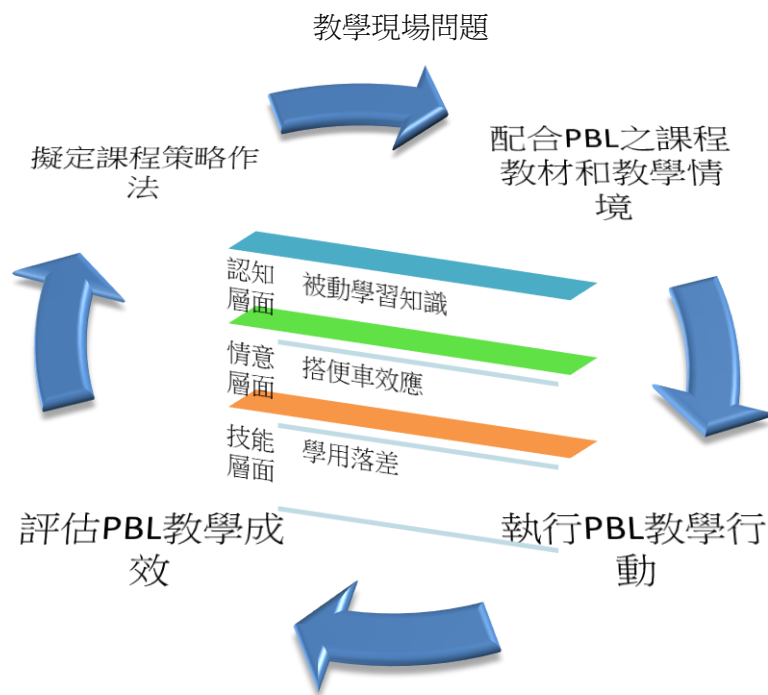 教學現場問題
擬定課程策略作
法
配合PBL之課程
教材和教學情
境
認知
層面
被動學習知識
情意
層面
搭便車效應
技能
層面
學用落差
評估PBL教學成
效
執行PBL教學行
動